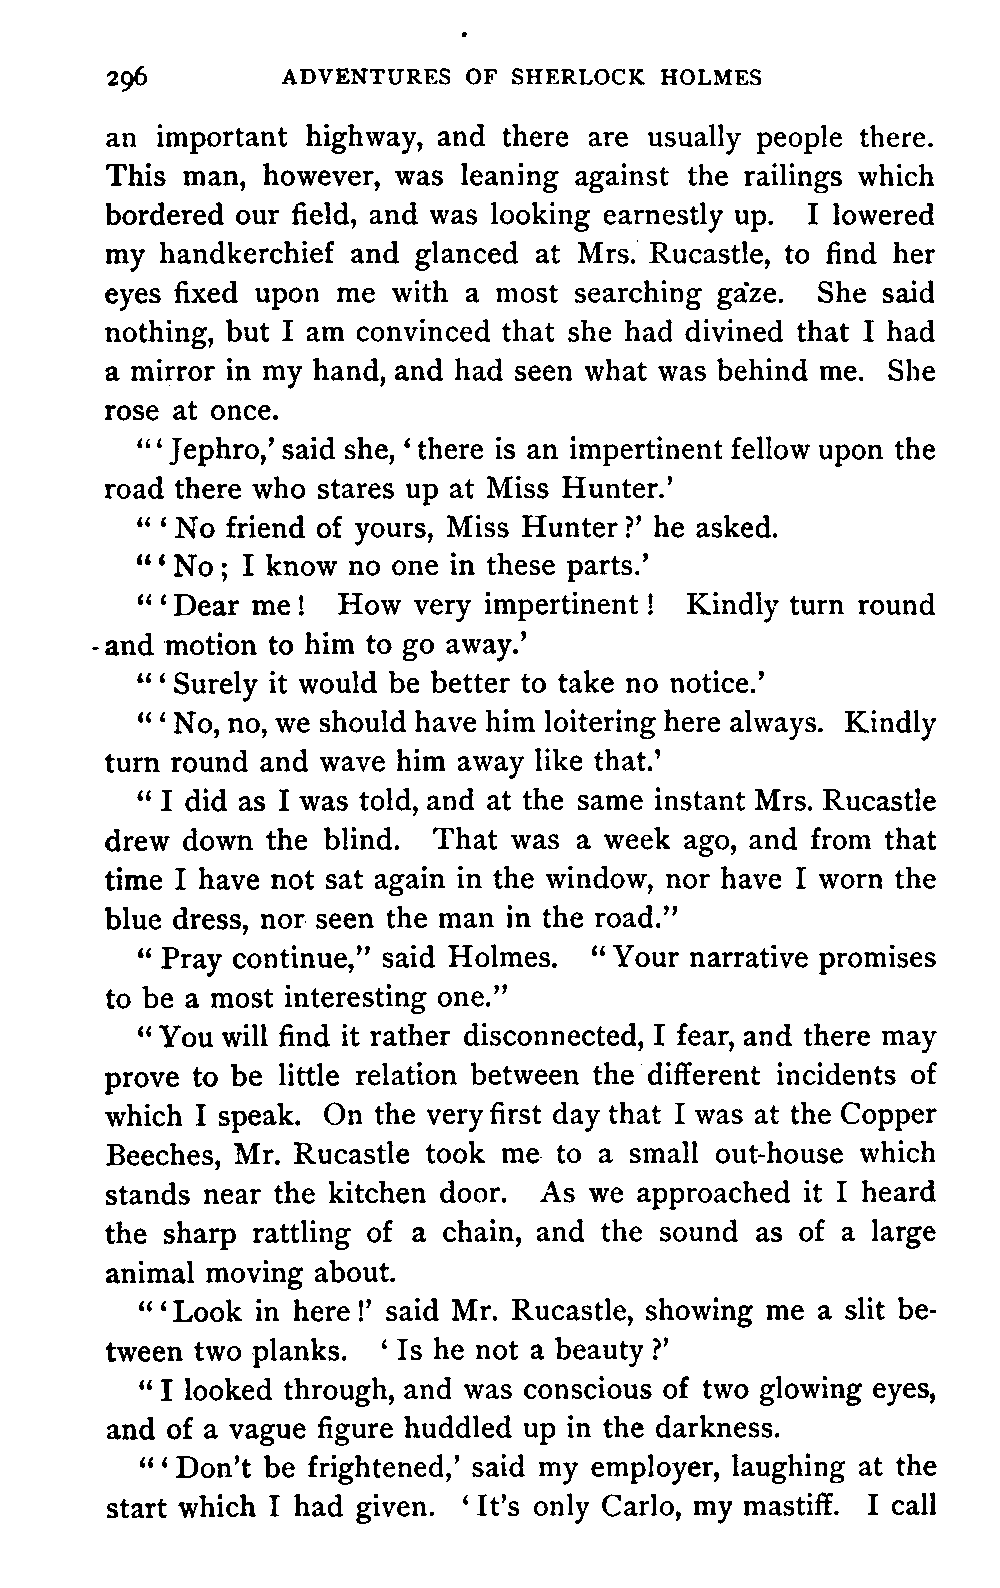 296 ADVENTURES OF SHERLOCK HOLMES
an important highway, and there are usually people there.
This man, however, was leaning against the railings which
bordered our field, and was looking earnestly up. I lowered
my handkerchief and glanced at Mrs. Rucastle, to find her
eyes fixed upon me with a most searching gaze. She said
nothing, but I am convinced that she had divined that I had
a mirror in my hand, and had seen what was behind me. She
rose at once.
"'Jephro,' said she, 'there is an impertinent fellow upon the
road there who stares up at Miss Hunter.'
"'No friend of yours, Miss Hunter?' he asked.
"'No; I know no one in these parts.'
"'Dear me! How very impertinent! Kindly turn round
and motion to him to go away.'
"'Surely it would be better to take no notice.'
"'No, no, we should have him loitering here always. Kindly
turn round and wave him away like that.'
"I did as I was told, and at the same instant Mrs. Rucastle
drew down the blind. That was a week ago, and from that
time I have not sat again in the window, nor have I worn the
blue dress, nor seen the man in the road."
"Pray continue," said Holmes. "Your narrative promises
to be a most interesting one."
"You will find it rather disconnected, I fear, and there may
prove to be little relation between the different incidents of
which I speak. On the very first day that I was at the Copper
Beeches, Mr. Rucastle took me to a small out-house which
stands near the kitchen door. As we approached it I heard
the sharp rattling of a chain, and the sound as of a large
animal moving about.
"'Look in here!' said Mr. Rucastle, showing me a slit be-
tween two planks. 'Is he not a beauty?'
"I looked through, and was conscious of two glowing eyes,
and of a vague figure huddled up in the darkness.
"'Don't be frightened,' said my employer, laughing at the
start which I had given. 'It's only Carlo, my mastiff. I call